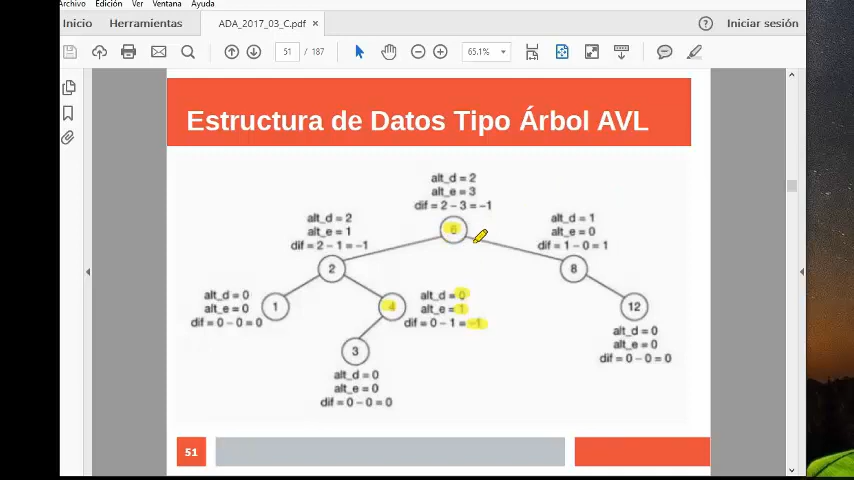 Archivo Edición Ver Ventana Ayuda
Inicio Herramientas ADA_2017_03_C.pdf × ? Iniciar sesión
51 / 187 65.1%
Estructura de Datos Tipo Árbol AVL
alt_d = 2
alt_e = 3
dif = 2 – 3 = –1
6
alt_d = 2
alt_e = 1
dif = 2 – 1 = –1
2
alt_d = 1
alt_e = 0
dif = 1 – 0 = 1
8
alt_d = 0
alt_e = 0
dif = 0 – 0 = 0
1
4
alt_d = 0
alt_e = 1
dif = 0 – 1 = –1
12
alt_d = 0
alt_e = 0
dif = 0 – 0 = 0
3
alt_d = 0
alt_e = 0
dif = 0 – 0 = 0
51